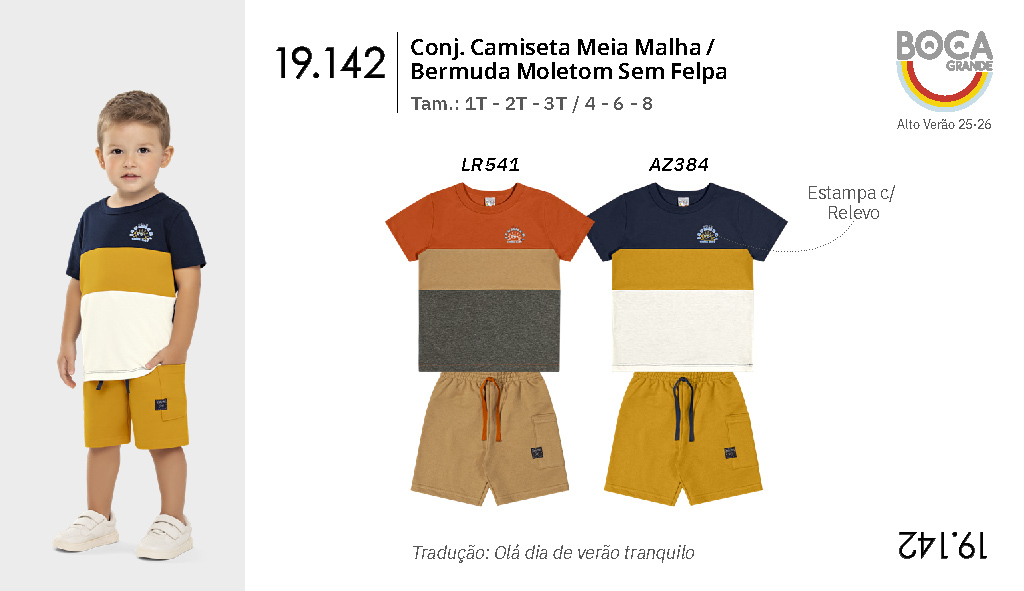 19.142
Conj. Camiseta Meia Malha /
Bermuda Moletom Sem Felpa
Tam.: 1T - 2T - 3T / 4 - 6 - 8
BOCA
GRANDE
Alto Verão 25-26
LR541
AZ384
Estampa c/
Relevo
Tradução: Olá dia de verão tranquilo
19.142